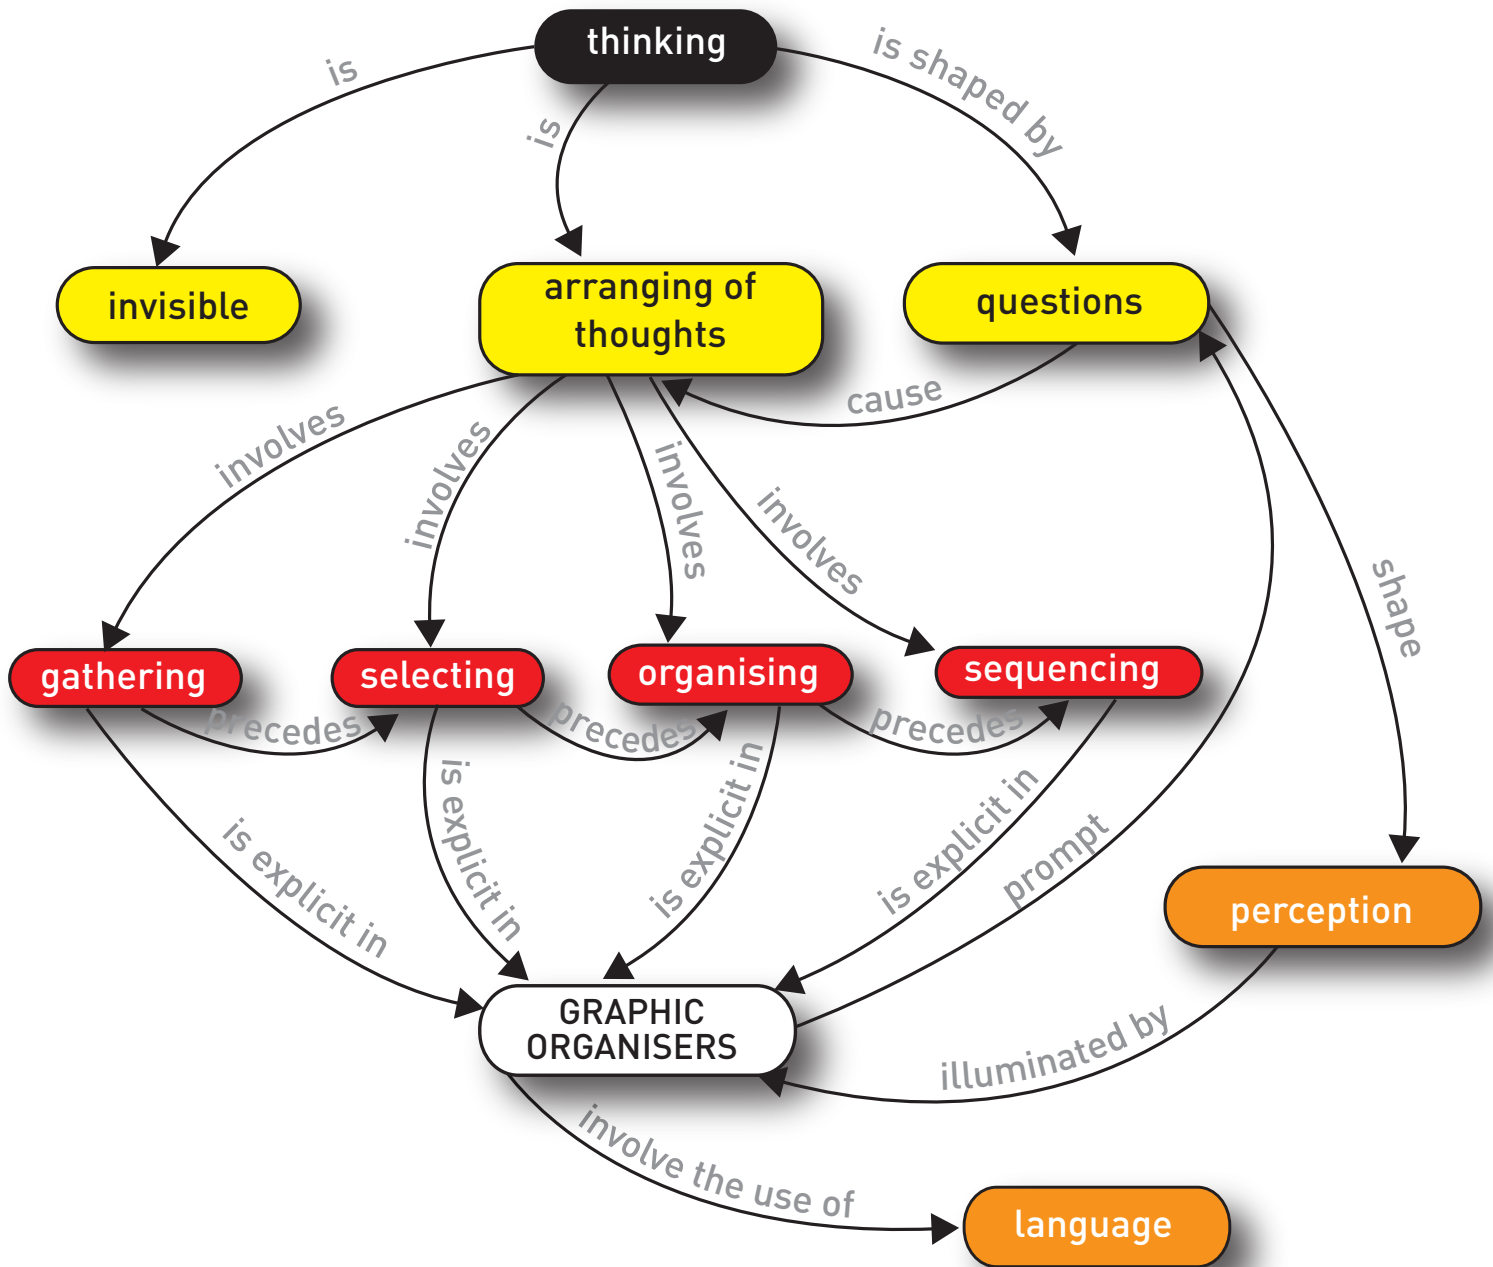 thinking
is
is
is shaped by
invisible
arranging of
thoughts
questions
cause
involves
involves
involves
involves
shape
gathering
selecting
organising
sequencing
precedes
precedes
precedes
is explicit in
is explicit in
is explicit in
is explicit in
prompt
perception
GRAPHIC
ORGANISERS
illuminated by
involve the use of
language